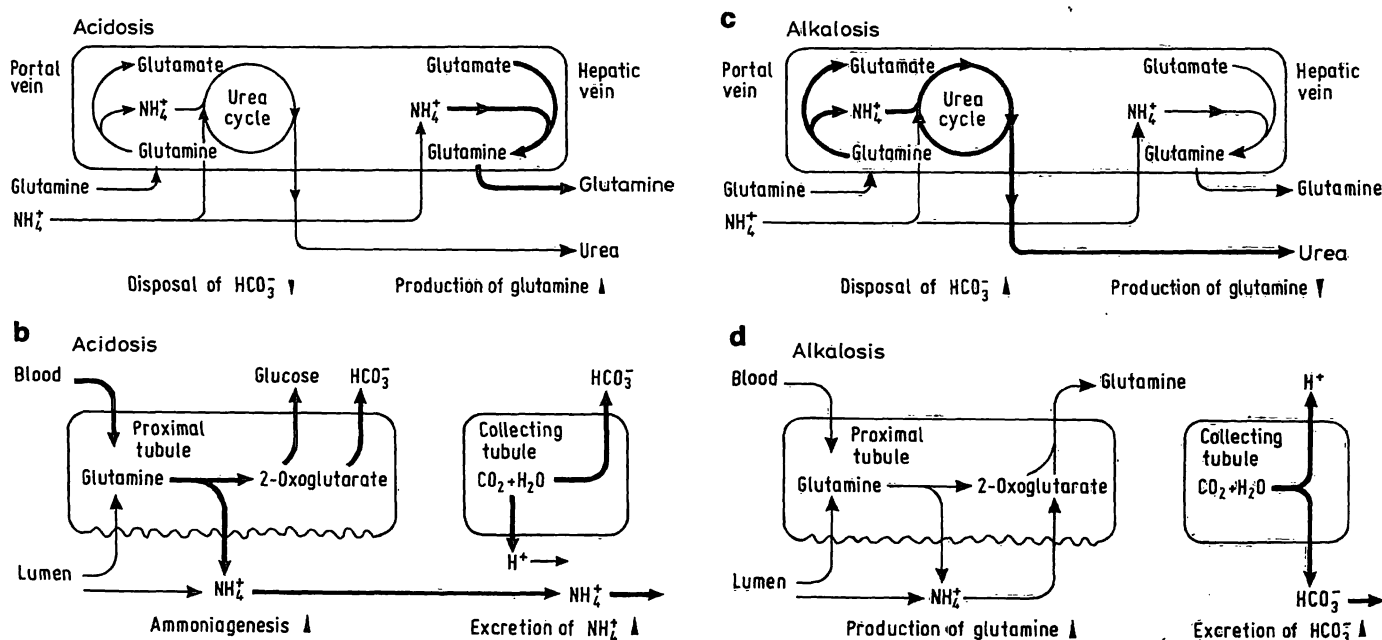 Acidosis
Portal
vein
Glutamate
NH₄⁺
Glutamine
Urea
cycle
Glutamate
NH₄⁺
Glutamine
Hepatic
vein
Glutamine
NH₄⁺
Glutamine
Urea
Disposal of HCO₃⁻
Production of glutamine
c
Alkalosis
Portal
vein
Glutamate
NH₄⁺
Glutamine
Urea
cycle
Glutamate
NH₄⁺
Glutamine
Hepatic
vein
Glutamine
NH₄⁺
Glutamine
Urea
Disposal of HCO₃⁻
Production of glutamine
b
Acidosis
Blood
Glucose
HCO₃⁻
Proximal
tubule
Glutamine
2-Oxoglutarate
Lumen
NH₄⁺
HCO₃⁻
Collecting
tubule
CO₂+H₂O
H⁺
NH₄⁺
Ammoniagenesis
Excretion of NH₄⁺
d
Alkalosis
Blood
Glutamine
Proximal
tubule
Glutamine
2-Oxoglutarate
Lumen
NH₄⁺
H⁺
Collecting
tubule
CO₂+H₂O
HCO₃⁻
Production of glutamine
Excretion of HCO₃⁻